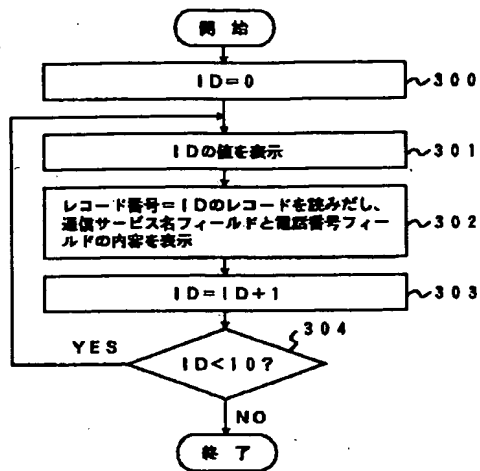 開始
ID=0
300
IDの値を表示
301
レコード番号=IDのレコードを読みだし、
通信サービス名フィールドと電話番号フィー
ルドの内容を表示
302
ID=ID+1
303
304
YES
ID<10?
NO
終了